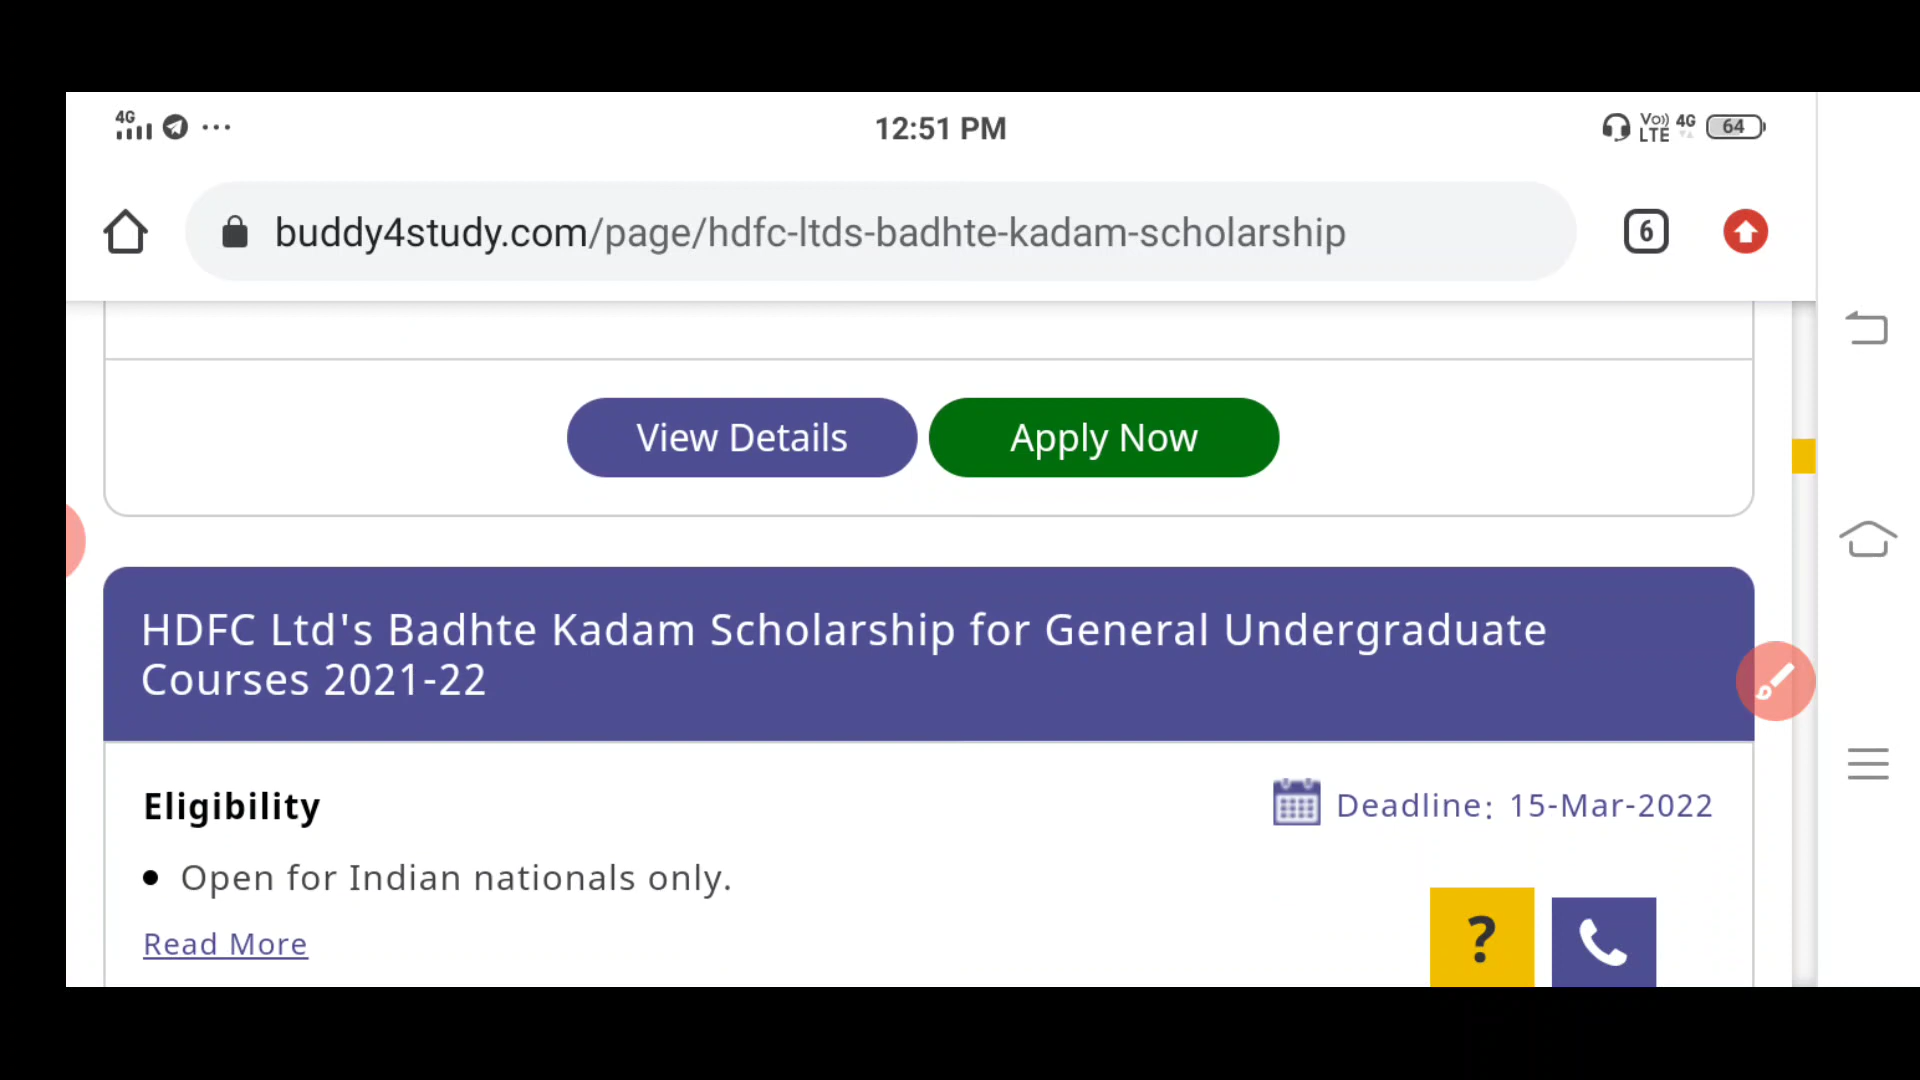 4G
12:51 PM
Vo)) LTE 4G 64
buddy4study.com/page/hdfc-ltds-badhte-kadam-scholarship
6
View Details
Apply Now
HDFC Ltd's Badhte Kadam Scholarship for General Undergraduate
Courses 2021-22
Eligibility
Deadline: 15-Mar-2022
Open for Indian nationals only.
Read More
?